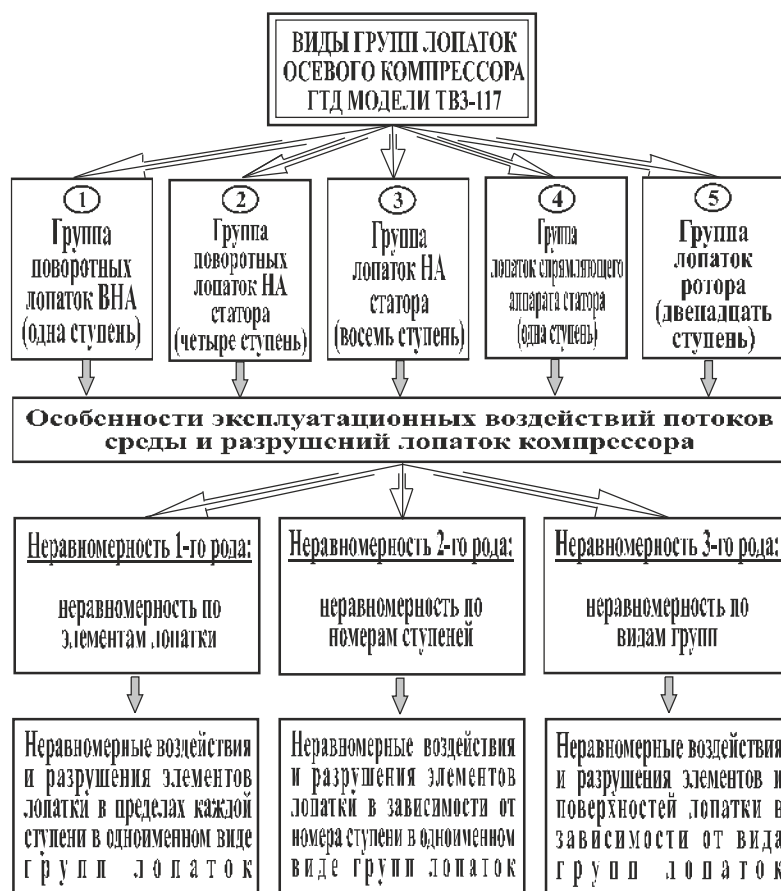 ВИДЫ ГРУПП ЛОПАТОК
ОСЕВОГО КОМПРЕССОРА
ГТД МОДЕЛИ ТВ3-117
1
Группа
поворотных
лопаток ВНА
(одна ступень)
2
Группа
поворотных
лопаток НА
статора
(четыре ступень)
3
Группа
лопаток НА
статора
(восемь ступень)
4
Группа
лопаток спрямляющего
аппарата статора
(одна ступень)
5
Группа
лопаток
ротора
(двенадцать
ступень)
Особенности эксплуатационных воздействий потоков
среды и разрушений лопаток компрессора
Неравномерность 1-го рода:
неравномерность по
элементам лопатки
Неравномерность 2-го рода:
неравномерность по
номерам ступеней
Неравномерность 3-го рода:
неравномерность по
видам групп
Неравномерные воздействия
и разрушения элементов
лопатки в пределах каждой
ступени в одноименном виде
групп лопаток
Неравномерные воздействия
и разрушения элементов
лопатки в зависимости от
номера ступени в одноименном
виде групп лопаток
Неравномерные воздействия
и разрушения элементов и
поверхностей лопатки в
зависимости от вида
групп лопаток